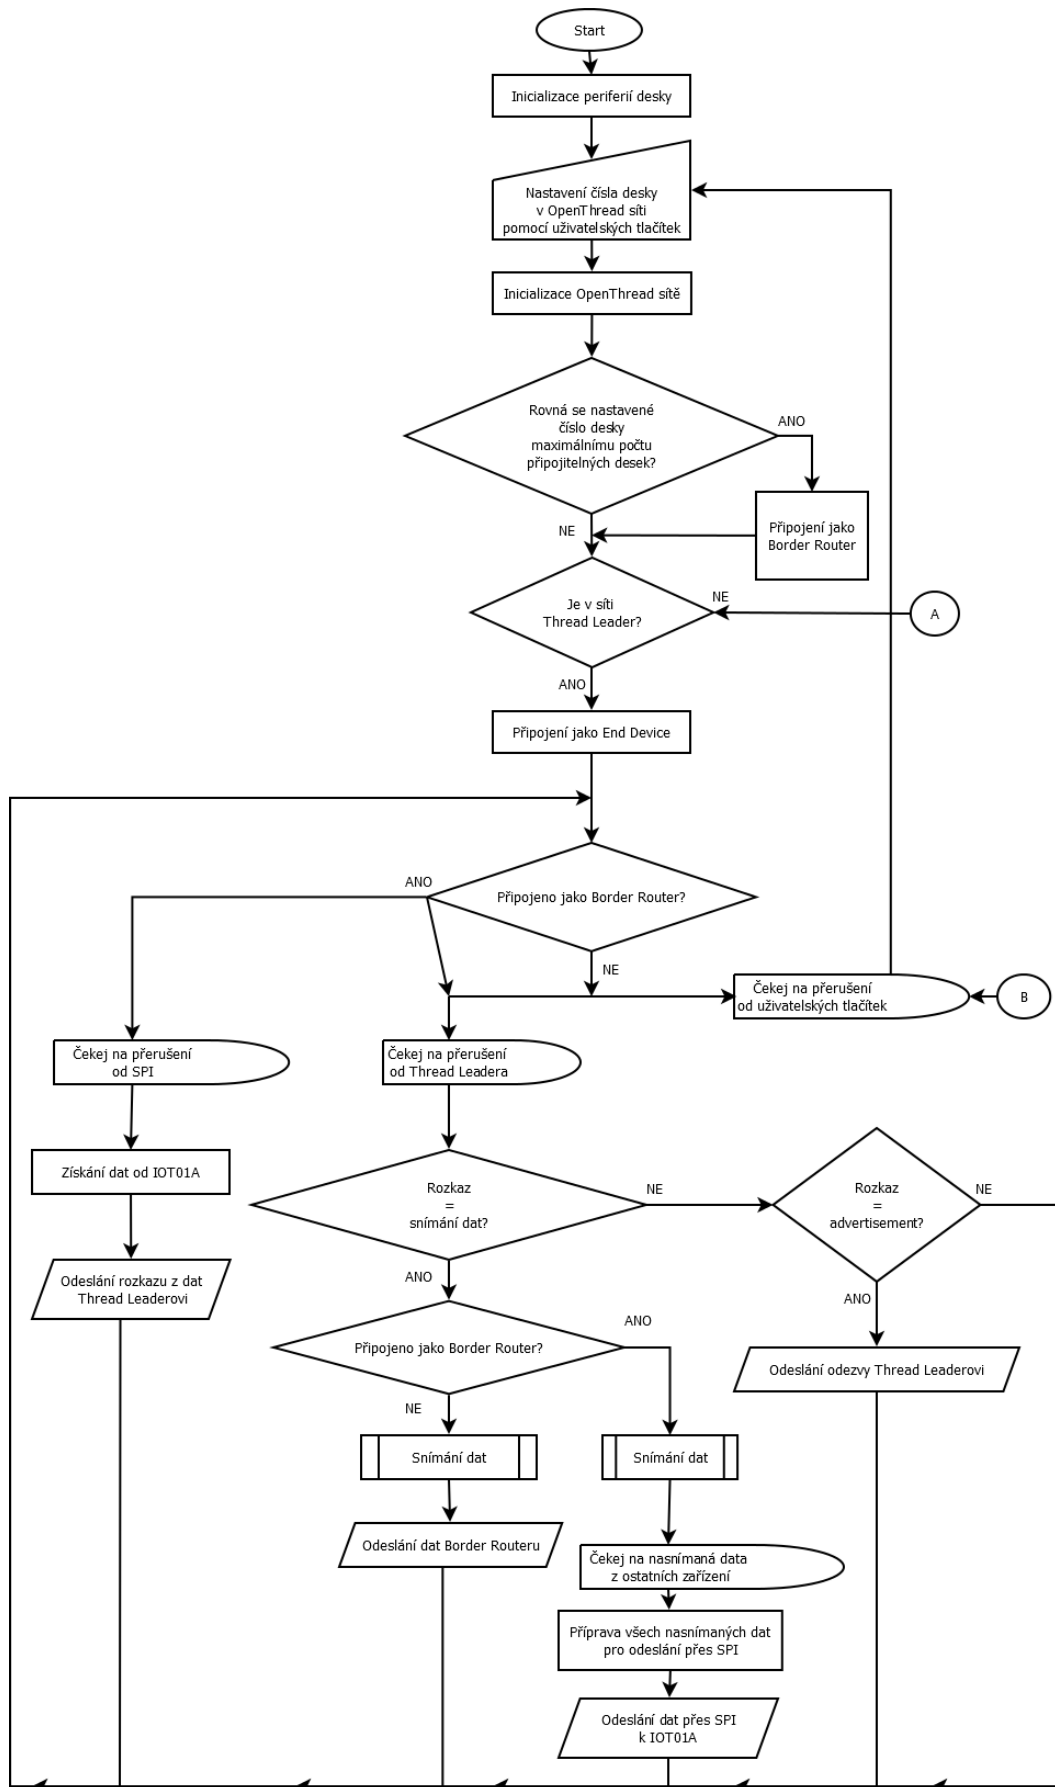 Start
Inicializace periferií desky
Nastavení čísla desky
v OpenThread síti
pomocí uživatelských tlačítek
Inicializace OpenThread sítě
Rovná se nastavené
číslo desky
maximálnímu počtu
připojitelných desek?
ANO
NE
Připojení jako
Border Router
Je v síti
Thread Leader?
NE
A
ANO
Připojení jako End Device
ANO
Připojeno jako Border Router?
NE
Čekej na přerušení
od uživatelských tlačítek
B
Čekej na přerušení
od SPI
Čekej na přerušení
od Thread Leadera
Získání dat od IOT01A
Rozkaz
=
snímání dat?
NE
Rozkaz
=
advertisement?
NE
Odeslání rozkazu z dat
Thread Leaderovi
ANO
ANO
Připojeno jako Border Router?
ANO
Odeslání odezvy Thread Leaderovi
NE
Snímání dat
Snímání dat
Odeslání dat Border Routeru
Čekej na nasnímaná data
z ostatních zařízení
Příprava všech nasnímaných dat
pro odeslání přes SPI
Odeslání dat přes SPI
k IOT01A